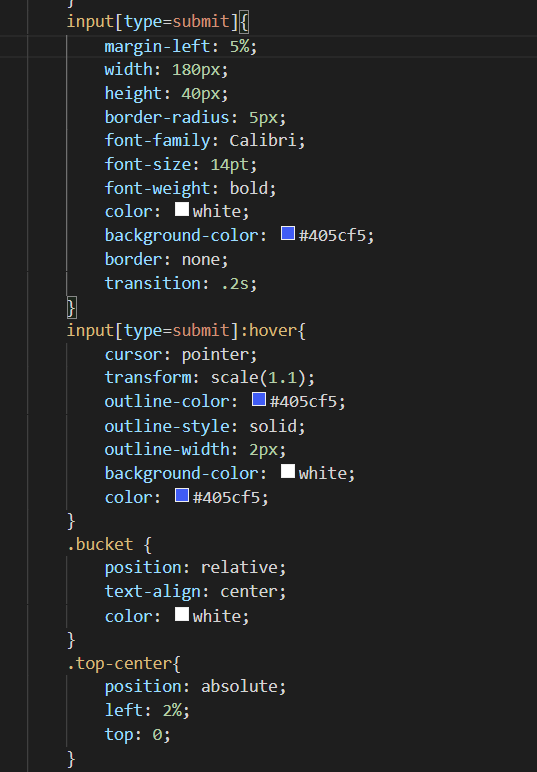 }
input[type=submit]{
margin-left: 5%;
width: 180px;
height: 40px;
border-radius: 5px;
font-family: Calibri;
font-size: 14pt;
font-weight: bold;
color: white;
background-color: #405cf5;
border: none;
transition: .2s;
}
input[type=submit]:hover{
cursor: pointer;
transform: scale(1.1);
outline-color: #405cf5;
outline-style: solid;
outline-width: 2px;
background-color: white;
color: #405cf5;
}
.bucket {
position: relative;
text-align: center;
color: white;
}
.top-center{
position: absolute;
left: 2%;
top: 0;
}